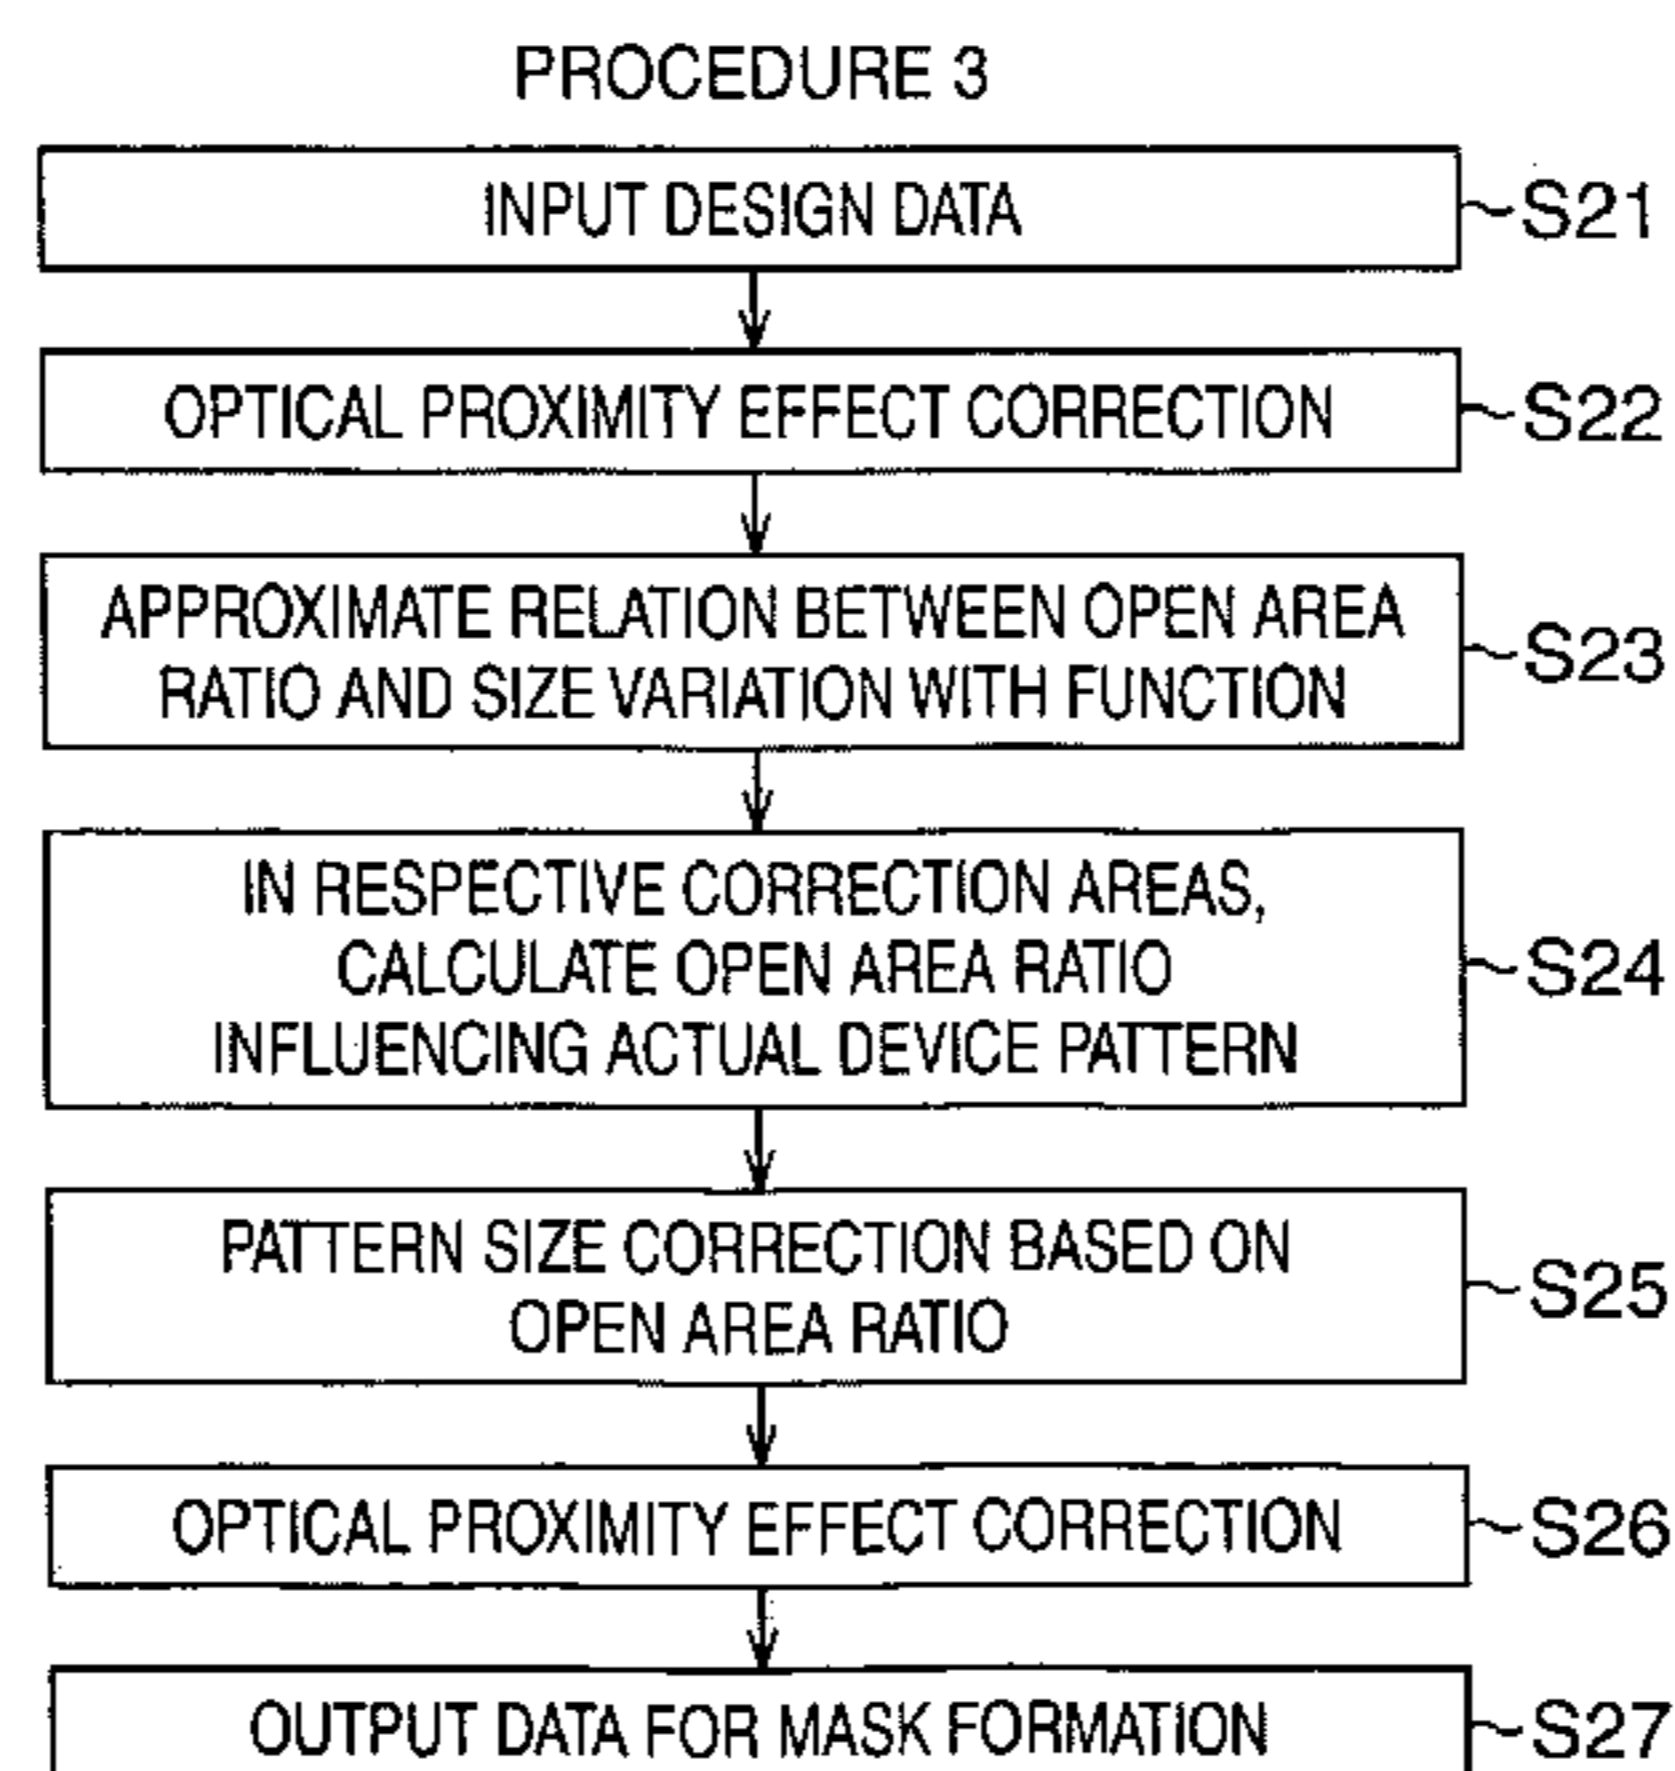 PROCEDURE 3
INPUT DESIGN DATA
~S21
OPTICAL PROXIMITY EFFECT CORRECTION
~S22
APPROXIMATE RELATION BETWEEN OPEN AREA
RATIO AND SIZE VARIATION WITH FUNCTION
~S23
IN RESPECTIVE CORRECTION AREAS,
CALCULATE OPEN AREA RATIO
INFLUENCING ACTUAL DEVICE PATTERN
~S24
PATTERN SIZE CORRECTION BASED ON
OPEN AREA RATIO
~S25
OPTICAL PROXIMITY EFFECT CORRECTION
~S26
OUTPUT DATA FOR MASK FORMATION
~S27